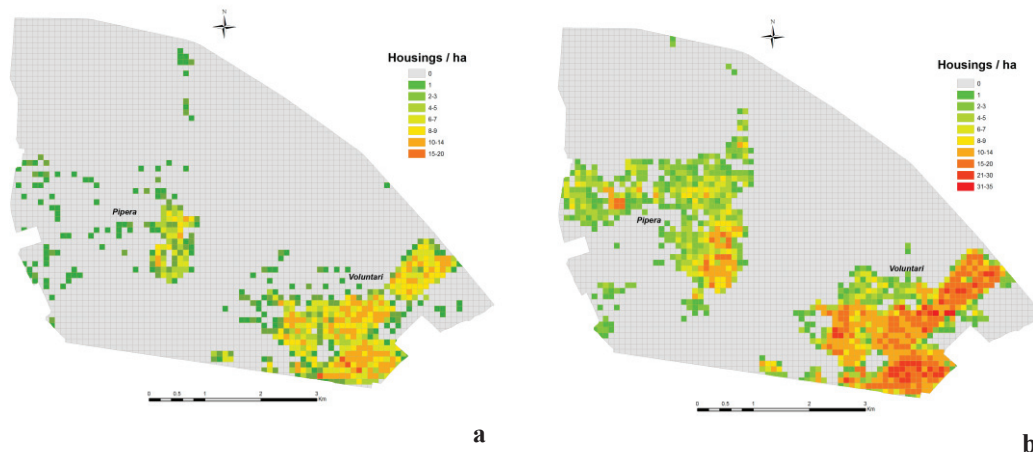 N
Housings / ha
0
1
2-3
4-5
6-7
8-9
10-14
15-20
Pipera
Voluntari
0 0.5 1 2 3
Km
a
N
Housings / ha
0
1
2-3
4-5
6-7
8-9
10-14
15-20
21-30
31-35
Pipera
Voluntari
0 0.5 1 2 3
Km
b